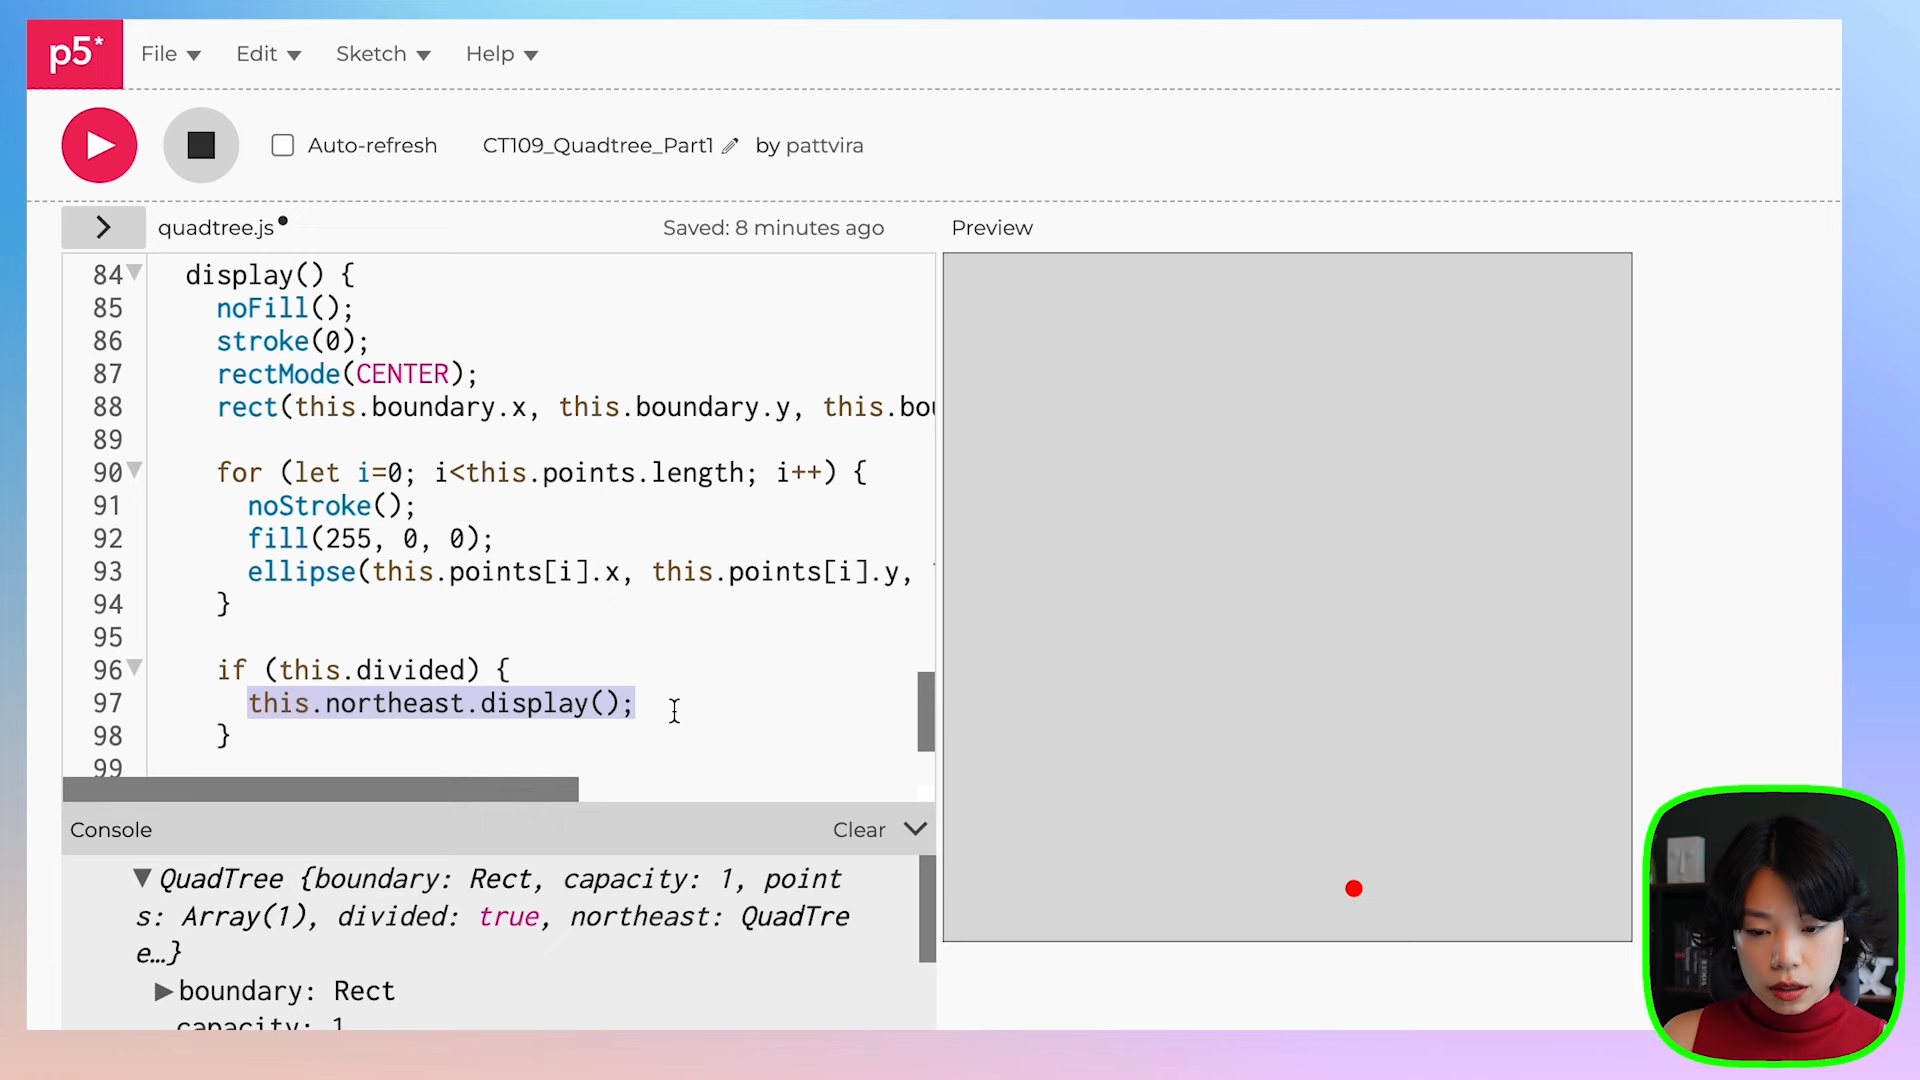 p5*
File
Edit
Sketch
Help
Auto-refresh
CT109_Quadtree_Part1
by pattvira
>
quadtree.js
Saved: 8 minutes ago
Preview
84 display() {
85 noFill();
86 stroke(0);
87 rectMode(CENTER);
88 rect(this.boundary.x, this.boundary.y, this.bou
89
90 for (let i=0; i<this.points.length; i++) {
91 noStroke();
92 fill(255, 0, 0);
93 ellipse(this.points[i].x, this.points[i].y,
94 }
95
96 if (this.divided) {
97 this.northeast.display();
98 }
99
Console
Clear
QuadTree {boundary: Rect, capacity: 1, point
s: Array(1), divided: true, northeast: QuadTre
e…}
boundary: Rect
capacity: 1